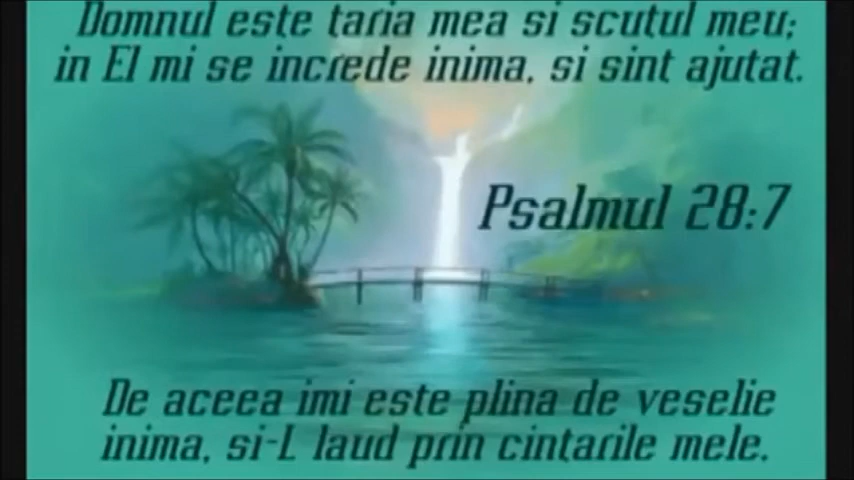 Domnul este taria mea si scutul meu;
in El mi se increde inima, si sint ajutat.
Psalmul 28:7
De aceea imi este plina de veselie
inima, si-L laud prin cintarile mele.